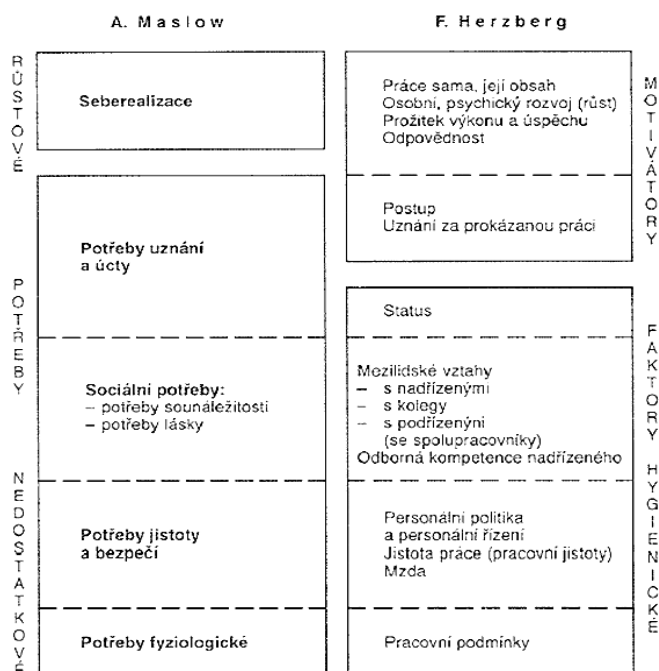 A. Maslow
F. Herzberg
RŮSTOVÉ
POTŘEBY
NEDOSTATKOVÉ
Seberealizace
Potřeby uznání
a úcty
Sociální potřeby:
– potřeby sounáležitosti
– potřeby lásky
Potřeby jistoty
a bezpečí
Potřeby fyziologické
Práce sama, její obsah
Osobní, psychický rozvoj (růst)
Prožitek výkonu a úspěchu
Odpovědnost
Postup
Uznání za prokázanou práci
Status
Mezilidské vztahy
– s nadřízenými
– s kolegy
– s podřízenýni
(se spolupracovníky)
Odborná kompetence nadřízeného
Personální politika
a personální řízení
Jistota práce (pracovní jistoty)
Mzda
Pracovní podmínky
MOTIVÁTORY
FAKTORY HYGIENICKÉ